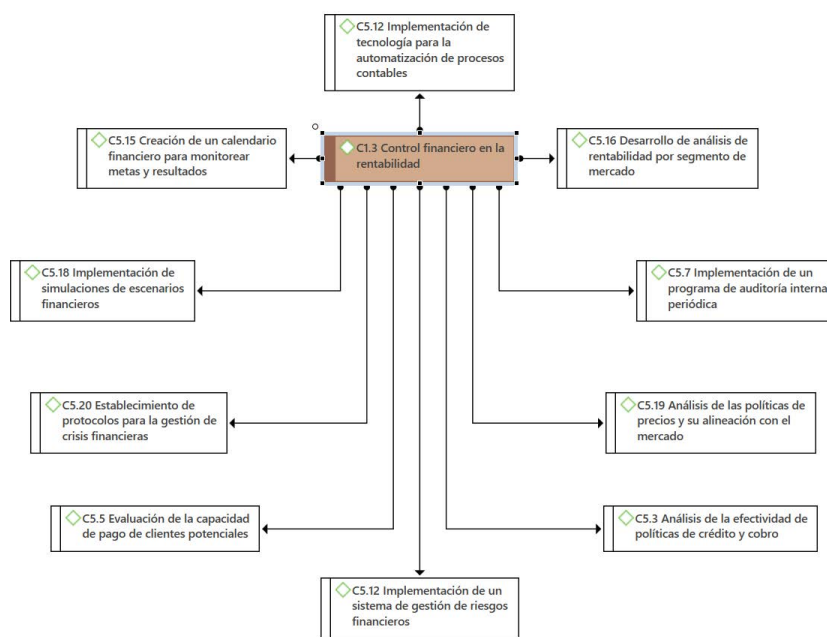 C5.12 Implementación de
tecnología para la
automatización de procesos
contables
C5.15 Creación de un calendario
financiero para monitorear
metas y resultados
C1.3 Control financiero en la
rentabilidad
C5.16 Desarrollo de análisis de
rentabilidad por segmento de
mercado
C5.18 Implementación de
simulaciones de escenarios
financieros
C5.7 Implementación de un
programa de auditoría interna
periódica
C5.20 Establecimiento de
protocolos para la gestión de
crisis financieras
C5.19 Análisis de las políticas de
precios y su alineación con el
mercado
C5.5 Evaluación de la capacidad
de pago de clientes potenciales
C5.3 Análisis de la efectividad de
políticas de crédito y cobro
C5.12 Implementación de un
sistema de gestión de riesgos
financieros